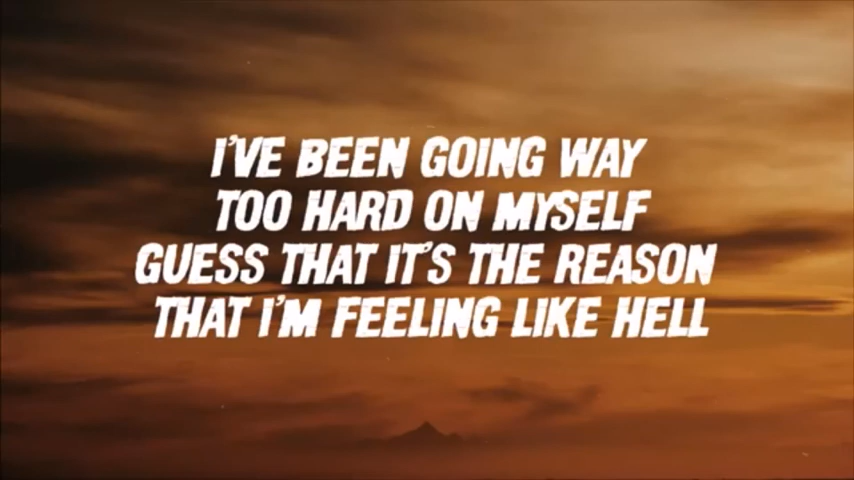 I'VE BEEN GOING WAY
TOO HARD ON MYSELF
GUESS THAT IT'S THE REASON
THAT I'M FEELING LIKE HELL